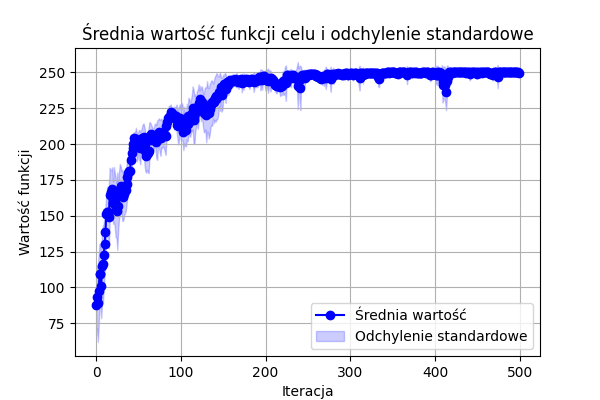 Średnia wartość funkcji celu i odchylenie standardowe
Wartość funkcji
250
225
200
175
150
125
100
75
0 100 200 300 400 500
Iteracja
Średnia wartość
Odchylenie standardowe